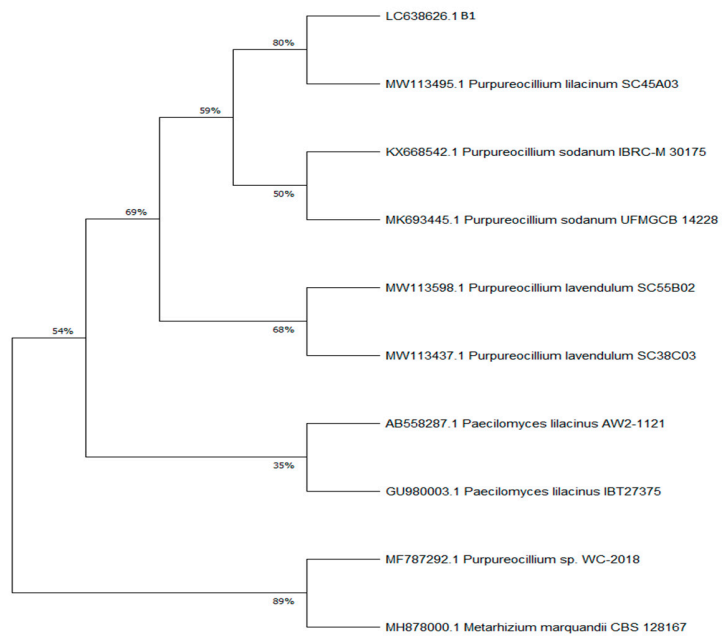 LC638626.1 B1
80%
MW113495.1 Purpureocillium lilacinum SC45A03
59%
KX668542.1 Purpureocillium sodanum IBRC-M 30175
50%
69%
MK693445.1 Purpureocillium sodanum UFMGCB 14228
MW113598.1 Purpureocillium lavendulum SC55B02
68%
54%
MW113437.1 Purpureocillium lavendulum SC38C03
AB558287.1 Paecilomyces lilacinus AW2-1121
35%
GU980003.1 Paecilomyces lilacinus IBT27375
MF787292.1 Purpureocillium sp. WC-2018
89%
MH878000.1 Metarhizium marquandii CBS 128167